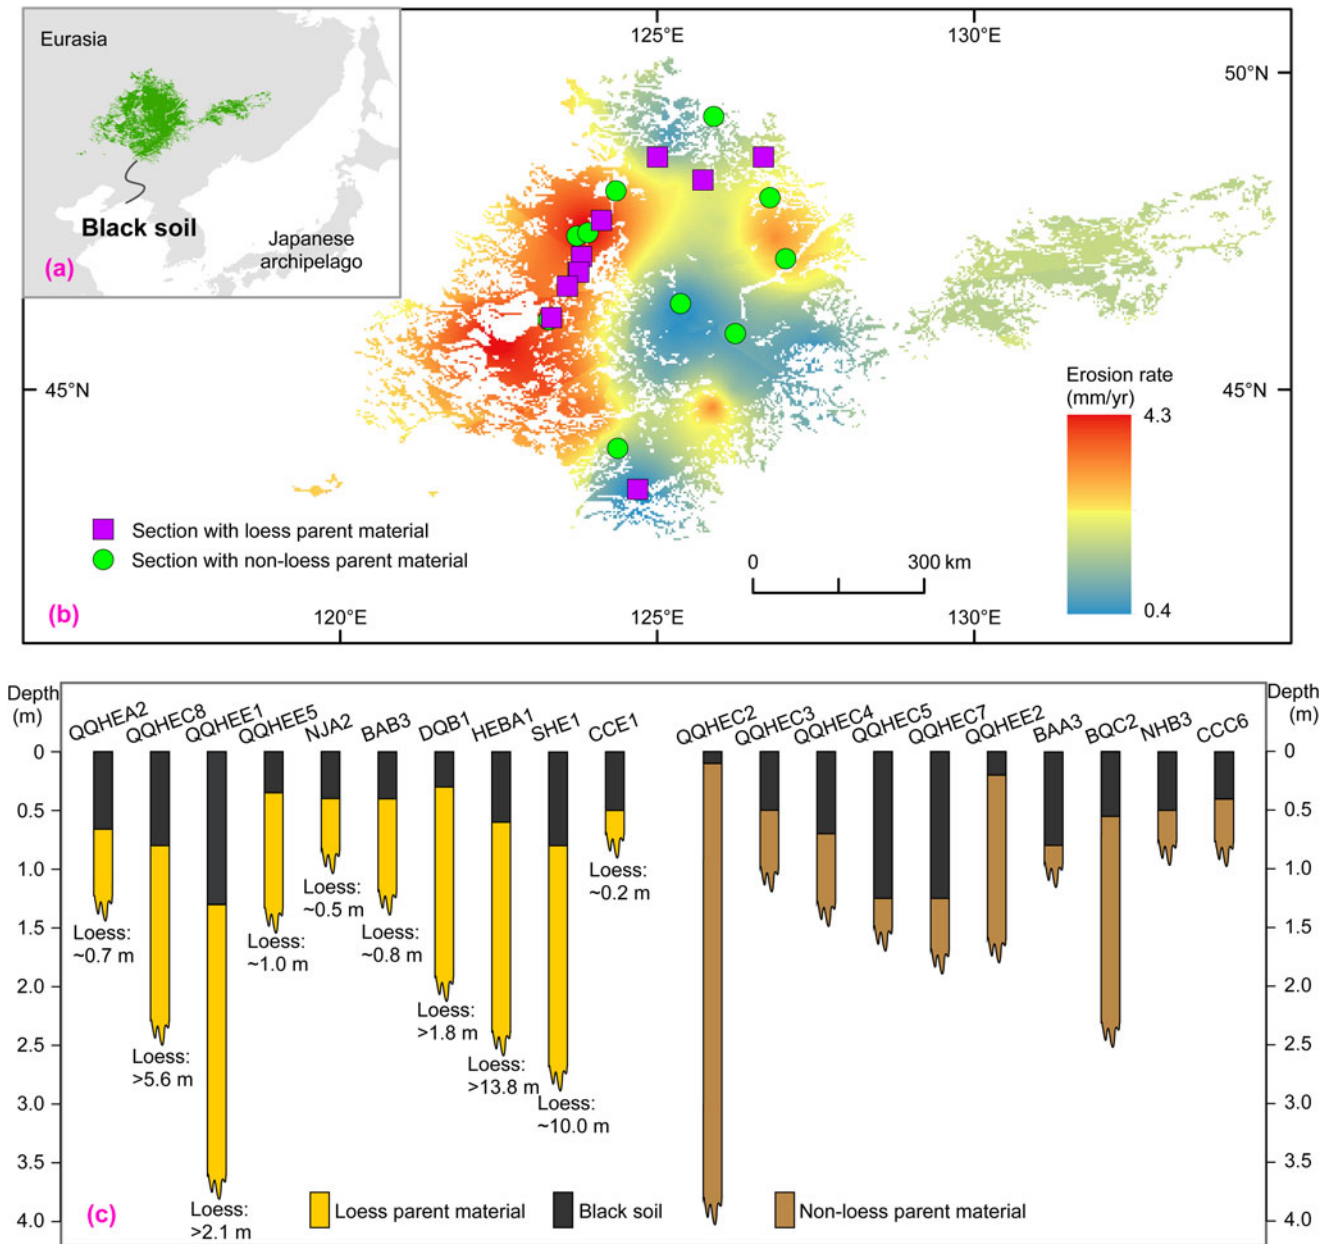 Eurasia
Black soil
Japanese
archipelago
(a)
125°E
130°E
50°N
45°N
45°N
Erosion rate
(mm/yr)
4.3
0.4
Section with loess parent material
Section with non-loess parent material
0
300 km
(b)
120°E
125°E
130°E
Depth
(m)
QQHEA2
QQHEC8
QQHEE1
QQHEE5
NJA2
BAB3
DQB1
HEBA1
SHE1
CCE1
QQHEC2
QQHEC3
QQHEC4
QQHEC5
QQHEC7
QQHEE2
BAA3
BQC2
NHB3
CCC6
Depth
(m)
0
0.5
1.0
1.5
2.0
2.5
3.0
3.5
4.0
Loess:
~0.7 m
Loess:
>5.6 m
Loess:
>2.1 m
Loess:
~1.0 m
Loess:
~0.5 m
Loess:
~0.8 m
Loess:
>1.8 m
Loess:
>13.8 m
Loess:
~10.0 m
Loess:
~0.2 m
0
0.5
1.0
1.5
2.0
2.5
3.0
3.5
4.0
(c)
Loess parent material
Black soil
Non-loess parent material